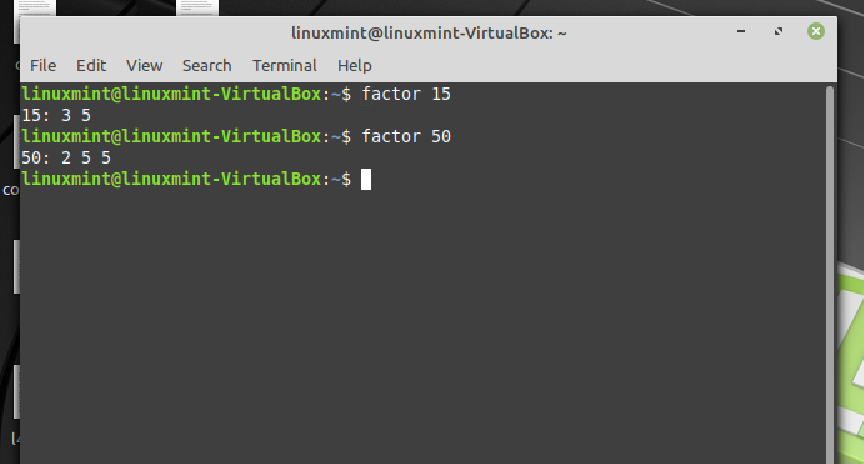 linuxmint@linuxmint-VirtualBox: ~
File Edit View Search Terminal Help
linuxmint@linuxmint-VirtualBox:~$ factor 15
15: 3 5
linuxmint@linuxmint-VirtualBox:~$ factor 50
50: 2 5 5
linuxmint@linuxmint-VirtualBox:~$
co